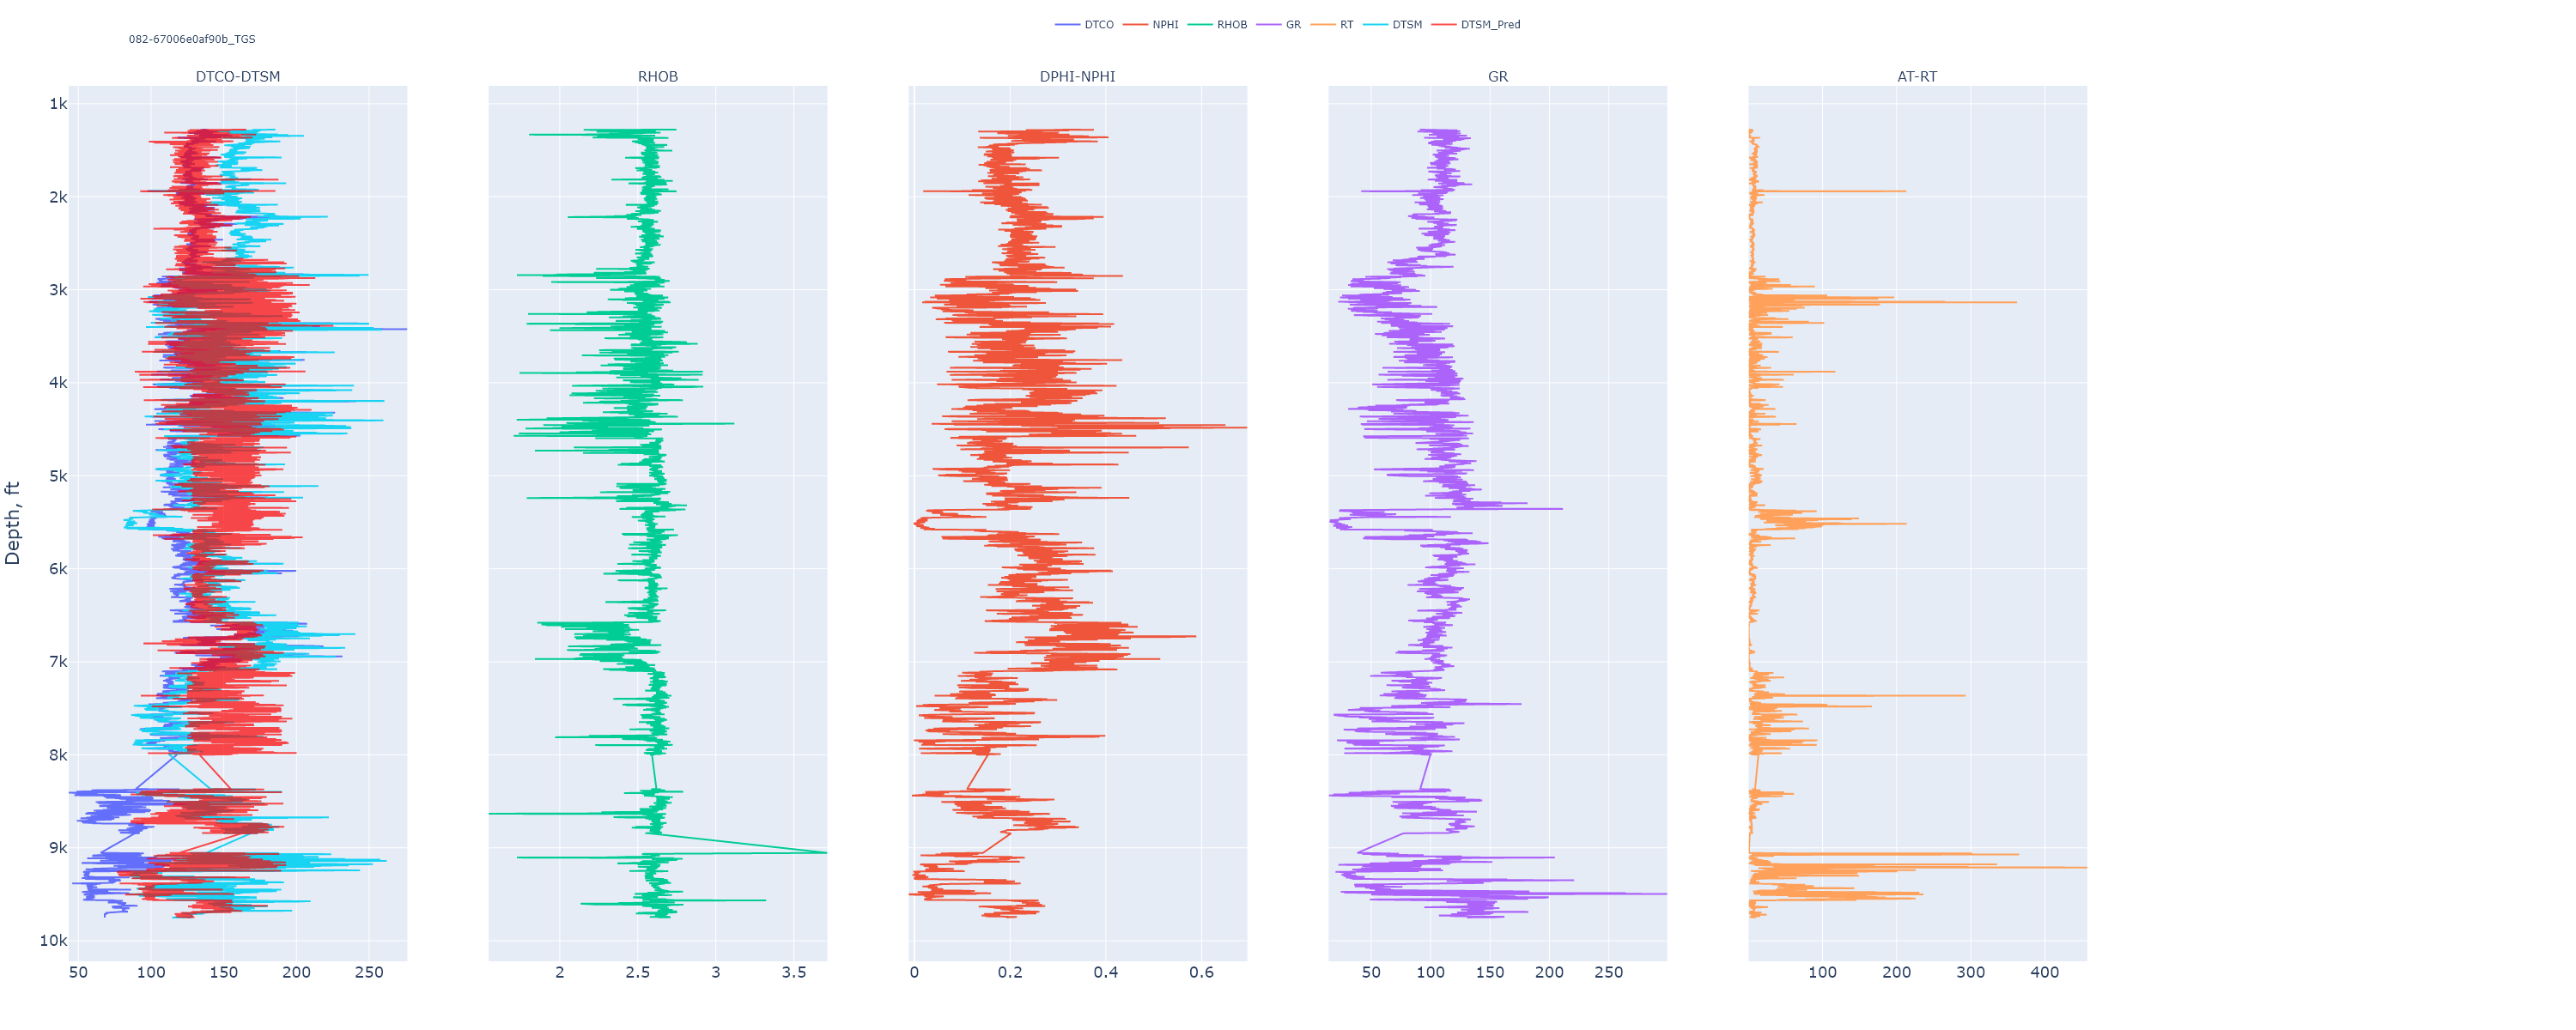 DTCO NPHI RHOB GR RT DTSM DTSM_Pred
082-67006e0af90b_TGS
DTCO-DTSM RHOB DPHI-NPHI GR AT-RT
Depth, ft
1k
2k
3k
4k
5k
6k
7k
8k
9k
10k
50 100 150 200 250
2 2.5 3 3.5
0 0.2 0.4 0.6
50 100 150 200 250
100 200 300 400